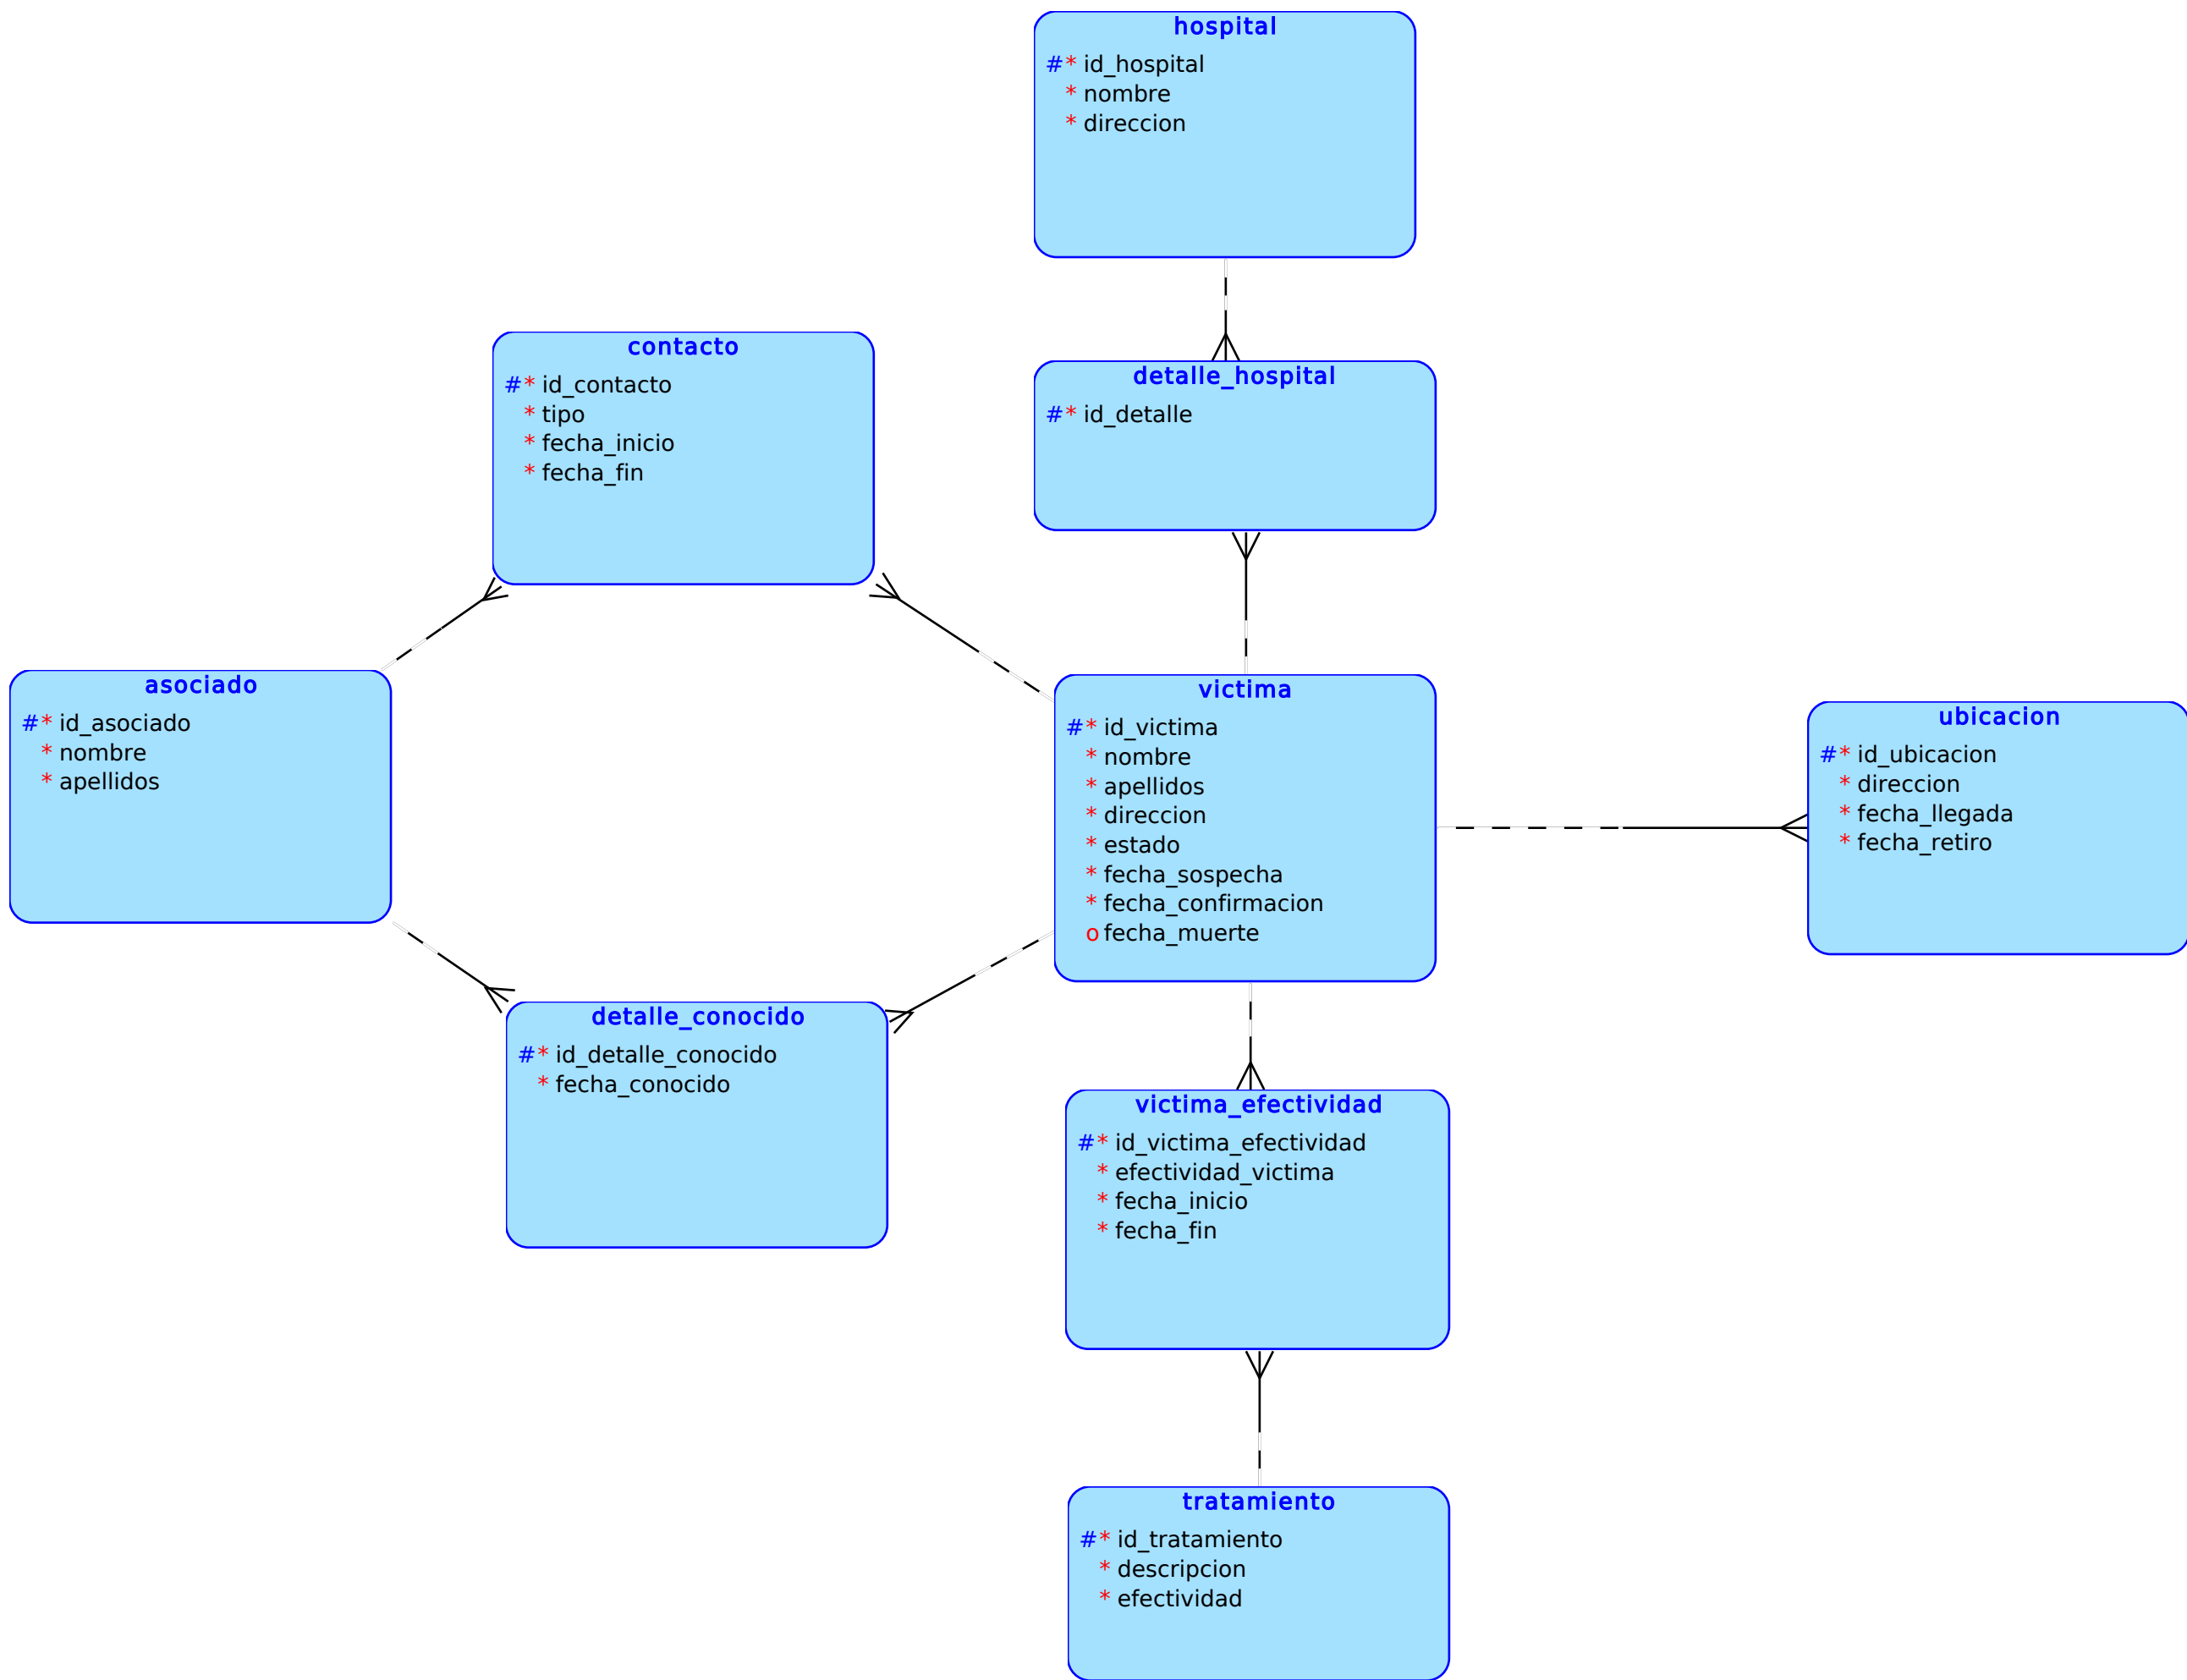 hospital
#* id_hospital
* nombre
* direccion
contacto
#* id_contacto
* tipo
* fecha_inicio
* fecha_fin
detalle_hospital
#* id_detalle
asociado
#* id_asociado
* nombre
* apellidos
victima
#* id_victima
* nombre
* apellidos
* direccion
* estado
* fecha_sospecha
* fecha_confirmacion
o fecha_muerte
ubicacion
#* id_ubicacion
* direccion
* fecha_llegada
* fecha_retiro
detalle_conocido
#* id_detalle_conocido
* fecha_conocido
victima_efectividad
#* id_victima_efectividad
* efectividad_victima
* fecha_inicio
* fecha_fin
tratamiento
#* id_tratamiento
* descripcion
* efectividad